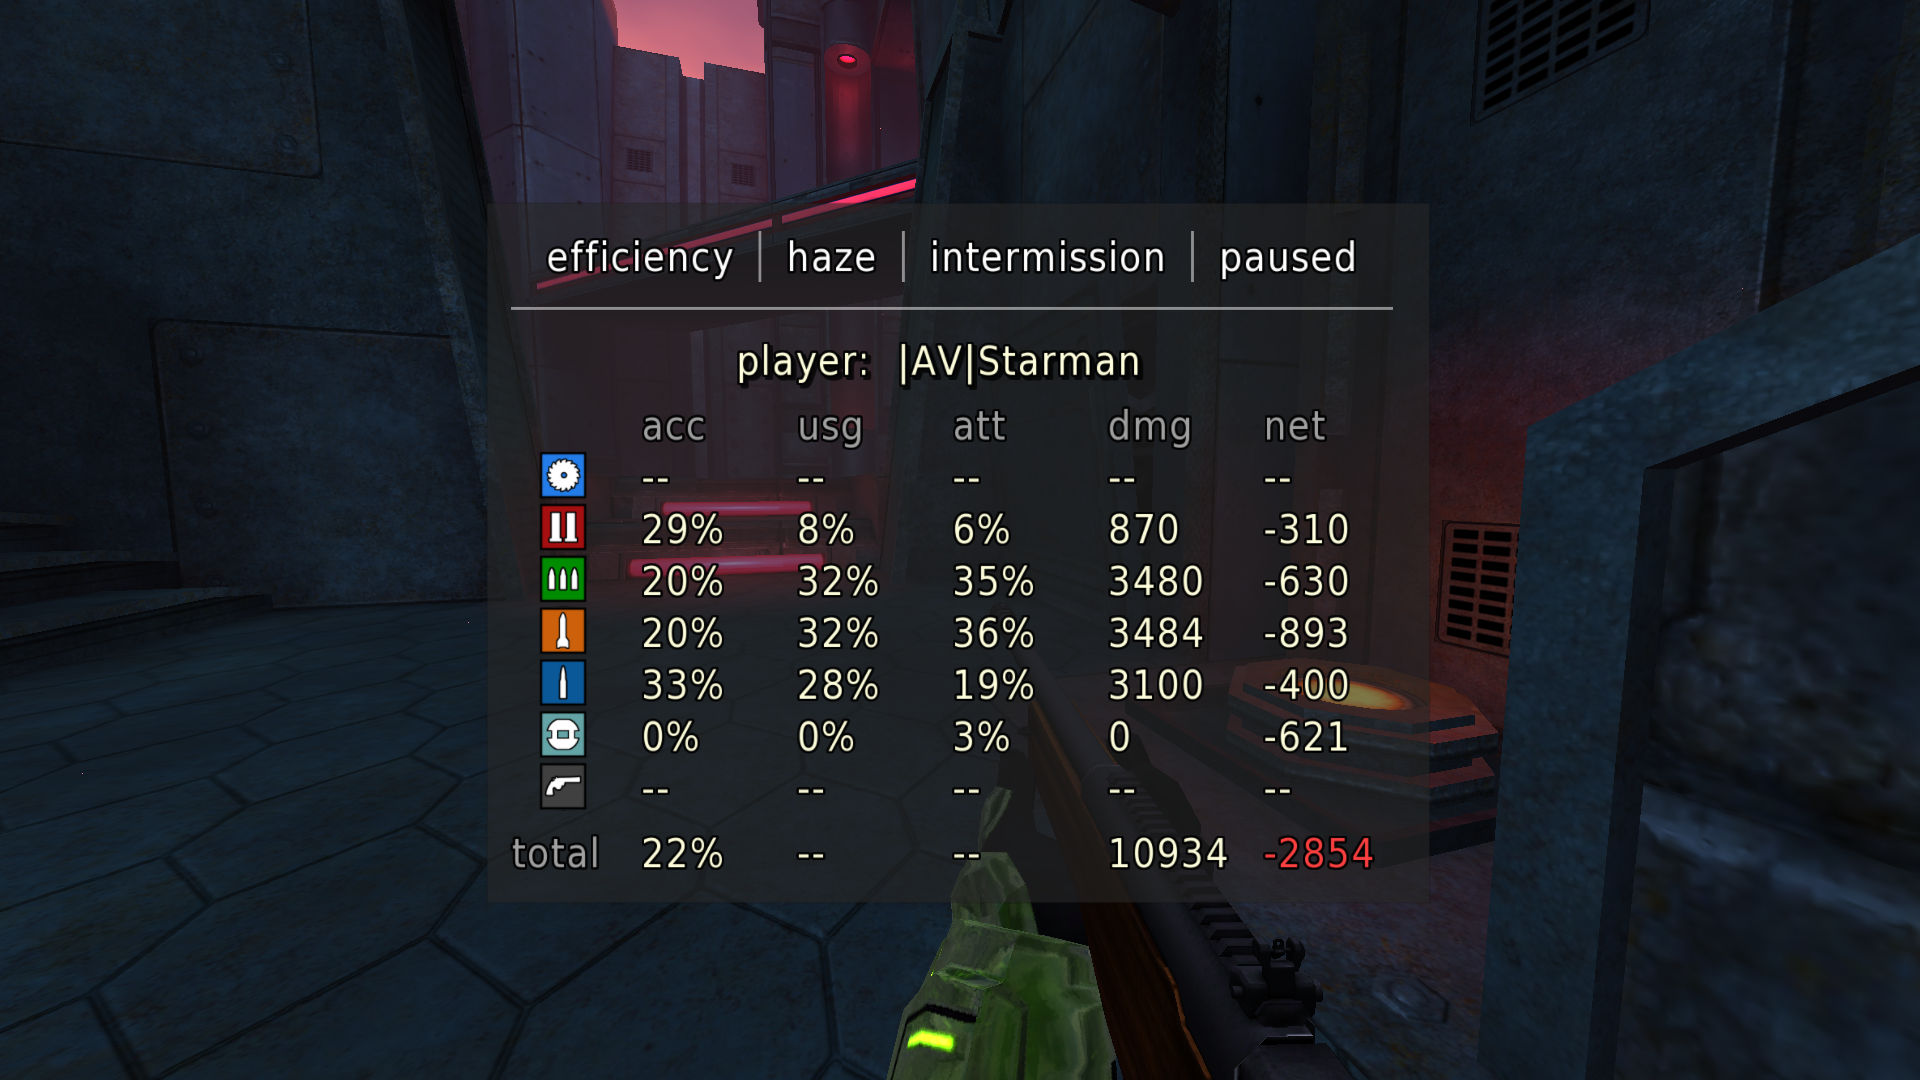 efficiency haze intermission paused
player: |AV|Starman
acc usg att dmg net
-- -- -- -- --
29% 8% 6% 870 -310
20% 32% 35% 3480 -630
20% 32% 36% 3484 -893
33% 28% 19% 3100 -400
0% 0% 3% 0 -621
-- -- -- -- --
total 22% -- -- 10934 -2854